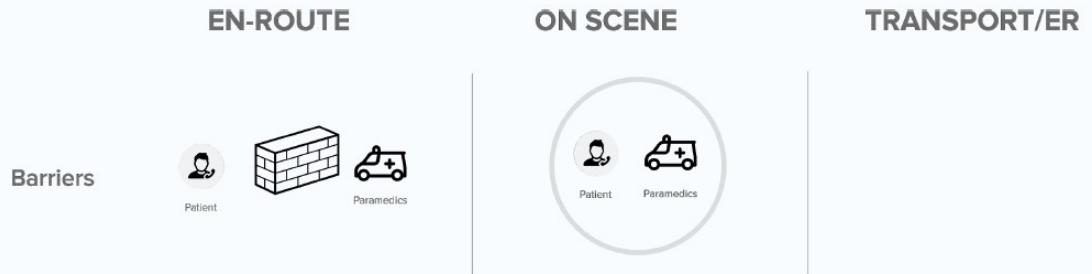 EN-ROUTE
ON SCENE
TRANSPORT/ER
Barriers
Patient
Paramedics
Patient
Paramedics